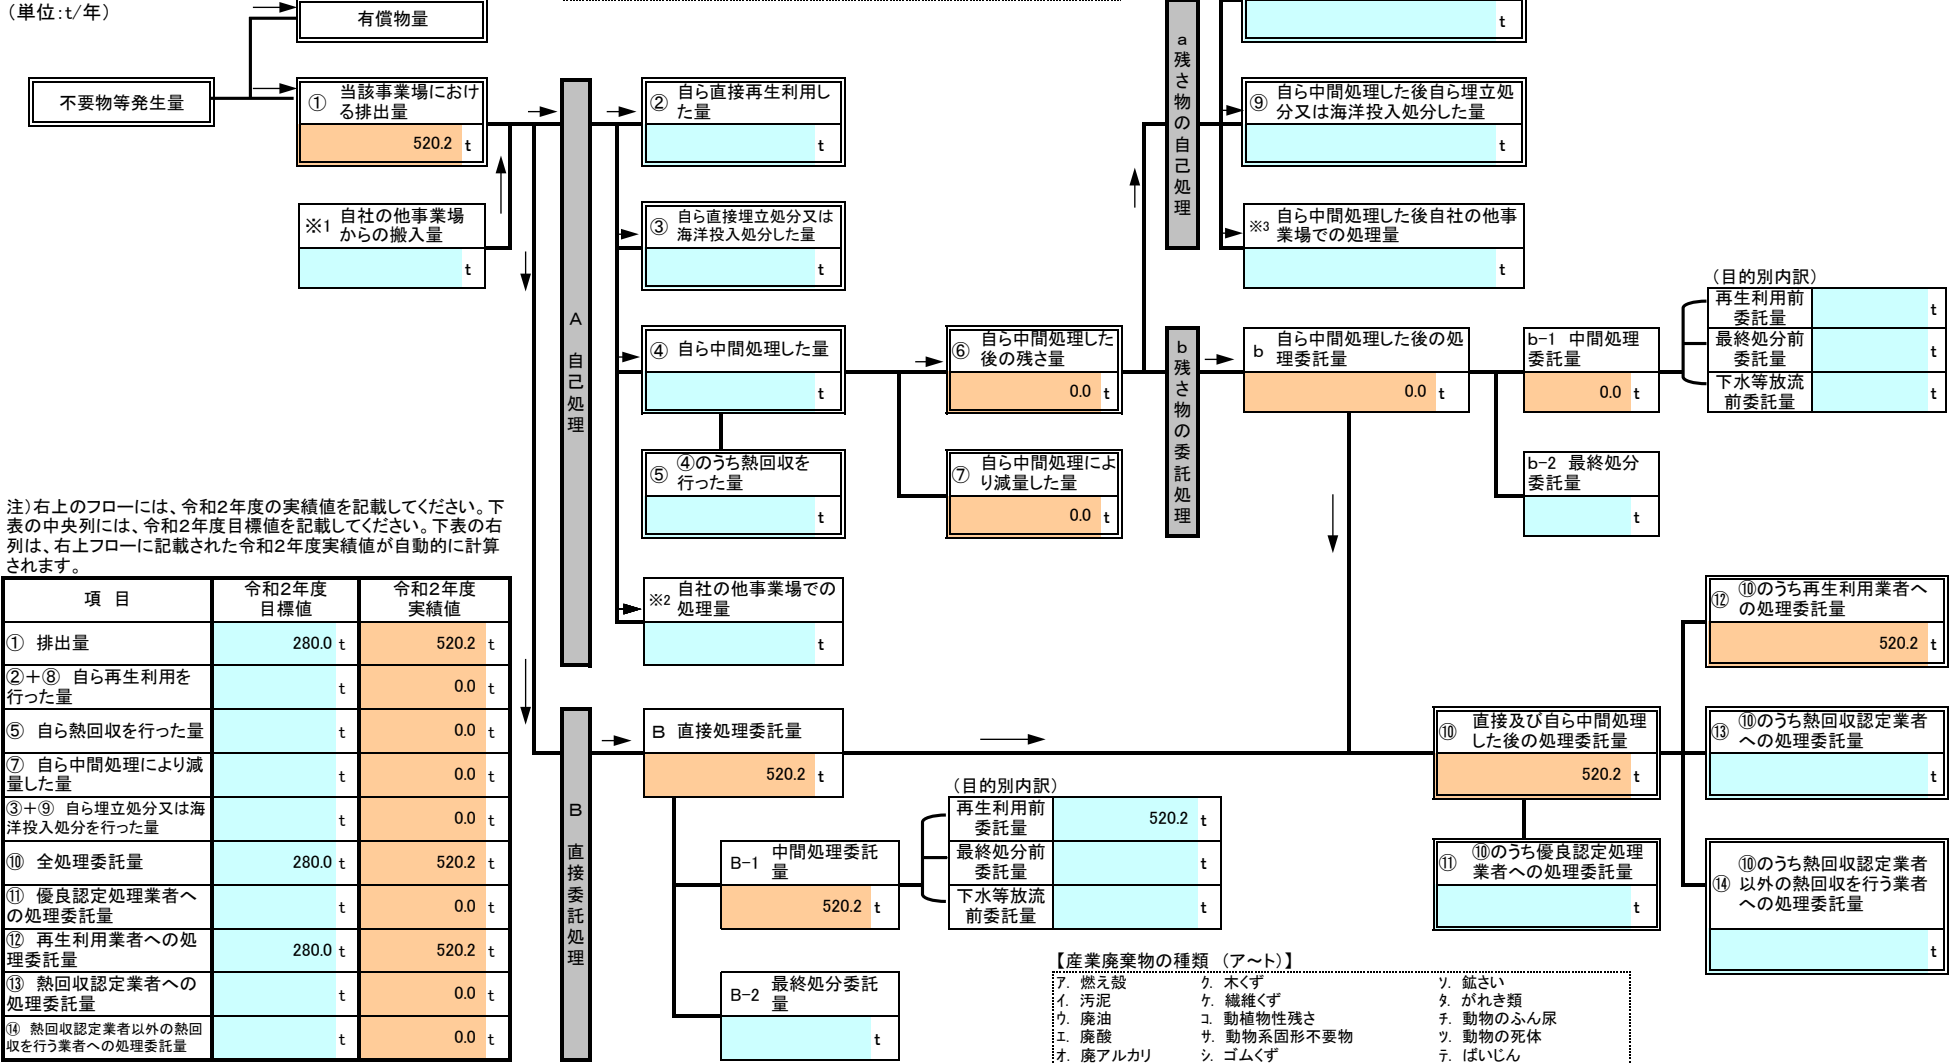 (単位:t/年)
有償物量
不要物等発生量
① 当該事業場におけ
る排出量
520.2 t
※1 自社の他事業場
からの搬入量
t
A 自己処理
② 自ら直接再生利用し
た量
t
③ 自ら直接埋立処分又は
海洋投入処分した量
t
④ 自ら中間処理した量
t
⑤ ④のうち熱回収を
行った量
t
※2 自社の他事業場での
処理量
t
⑥ 自ら中間処理した
後の残さ量
0.0 t
⑦ 自ら中間処理によ
り減量した量
0.0 t
a 残さ物の自己処理
t
⑨ 自ら中間処理した後自ら埋立処
分又は海洋投入処分した量
t
※3 自ら中間処理した後自社の他事
業場での処理量
t
b 残さ物の委託処理
b 自ら中間処理した後の処
理委託量
0.0 t
b-1 中間処理
委託量
0.0 t
(目的別内訳)
再生利用前
委託量
t
最終処分前
委託量
t
下水等放流
前委託量
t
b-2 最終処分
委託量
t
注)右上のフローには、令和2年度の実績値を記載してください。下
表の中央列には、令和2年度目標値を記載してください。下表の右
列は、右上フローに記載された令和2年度実績値が自動的に計算
されます。
項 目
令和2年度
目標値
令和2年度
実績値
① 排出量 280.0 t 520.2 t
②+⑧ 自ら再生利用を
行った量 t 0.0 t
⑤ 自ら熱回収を行った量 t 0.0 t
⑦ 自ら中間処理により減
量した量 t 0.0 t
③+⑨ 自ら埋立処分又は海
洋投入処分を行った量 t 0.0 t
⑩ 全処理委託量 280.0 t 520.2 t
⑪ 優良認定処理業者へ
の処理委託量 t 0.0 t
⑫ 再生利用業者への処
理委託量 280.0 t 520.2 t
⑬ 熱回収認定業者への
処理委託量 t 0.0 t
⑭ 熱回収認定業者以外の熱回
収を行う業者への処理委託量 t 0.0 t
B 直接委託処理
B 直接処理委託量
520.2 t
B-1 中間処理委託
量
520.2 t
(目的別内訳)
再生利用前
委託量
520.2 t
最終処分前
委託量
t
下水等放流
前委託量
t
B-2 最終処分委託
量
t
⑩ 直接及び自ら中間処理
した後の処理委託量
520.2 t
⑪ ⑩のうち優良認定処理
業者への処理委託量
t
⑫ ⑩のうち再生利用業者へ
の処理委託量
520.2 t
⑬ ⑩のうち熱回収認定業者
への処理委託量
t
⑭ ⑩のうち熱回収認定業者
以外の熱回収を行う業者
への処理委託量
t
【産業廃棄物の種類 (ア~ト)】
ア. 燃え殻 ク. 木くず ソ. 鉱さい
イ. 汚泥 ケ. 繊維くず タ. がれき類
ウ. 廃油 コ. 動植物性残さ チ. 動物のふん尿
エ. 廃酸 サ. 動物系固形不要物 ツ. 動物の死体
オ. 廃アルカリ シ. ゴムくず テ. ばいじん